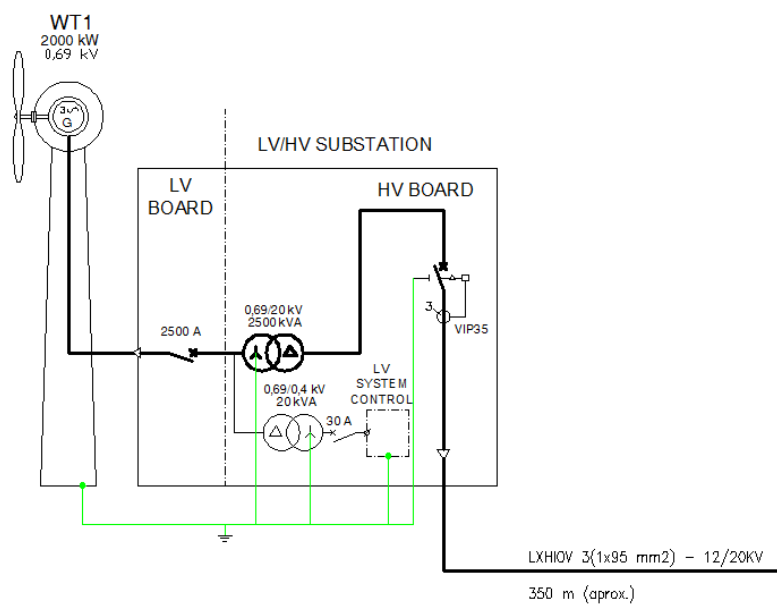 WT1
2000 kW
0,69 kV
3
G
LV/HV SUBSTATION
LV
BOARD
HV BOARD
2500 A
0,69/20 kV
2500 kVA
3
VIP35
0,69/0,4 kV
20 kVA
30 A
LV
SYSTEM
CONTROL
LXHIOV 3(1x95 mm2) – 12/20KV
350 m (aprox.)